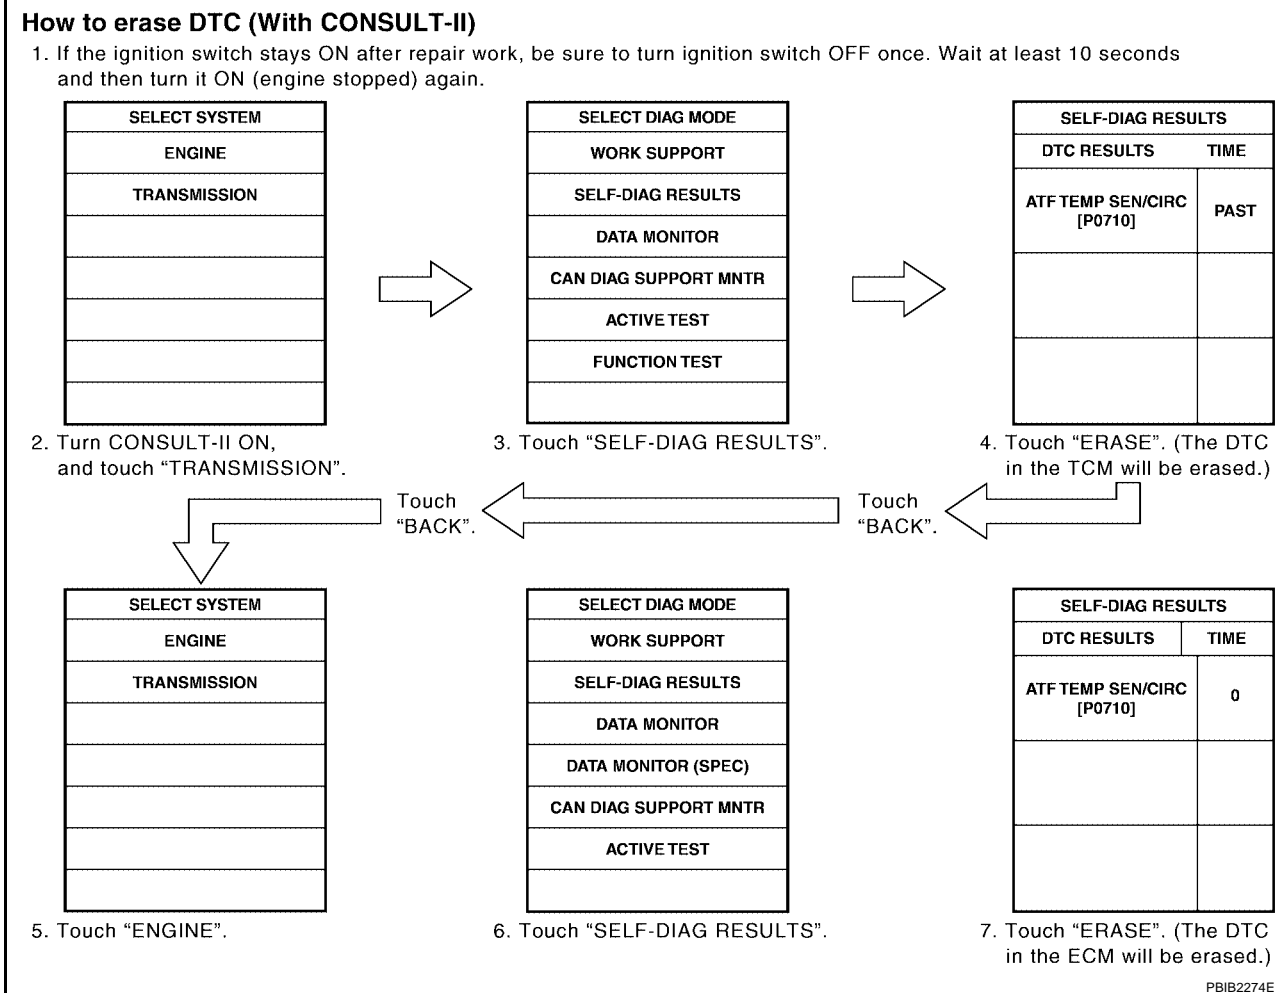 How to erase DTC (With CONSULT-II)
1. If the ignition switch stays ON after repair work, be sure to turn ignition switch OFF once. Wait at least 10 seconds
and then turn it ON (engine stopped) again.
SELECT SYSTEM
ENGINE
TRANSMISSION
2. Turn CONSULT-II ON,
and touch “TRANSMISSION”.
SELECT DIAG MODE
WORK SUPPORT
SELF-DIAG RESULTS
DATA MONITOR
CAN DIAG SUPPORT MNTR
ACTIVE TEST
FUNCTION TEST
3. Touch “SELF-DIAG RESULTS”.
SELF-DIAG RESULTS
DTC RESULTS TIME
ATF TEMP SEN/CIRC
[P0710]
PAST
4. Touch “ERASE”. (The DTC
in the TCM will be erased.)
Touch
“BACK”.
Touch
“BACK”.
SELECT SYSTEM
ENGINE
TRANSMISSION
5. Touch “ENGINE”.
SELECT DIAG MODE
WORK SUPPORT
SELF-DIAG RESULTS
DATA MONITOR
DATA MONITOR (SPEC)
CAN DIAG SUPPORT MNTR
ACTIVE TEST
6. Touch “SELF-DIAG RESULTS”.
SELF-DIAG RESULTS
DTC RESULTS TIME
ATF TEMP SEN/CIRC
[P0710]
0
7. Touch “ERASE”. (The DTC
in the ECM will be erased.)
PBIB2274E